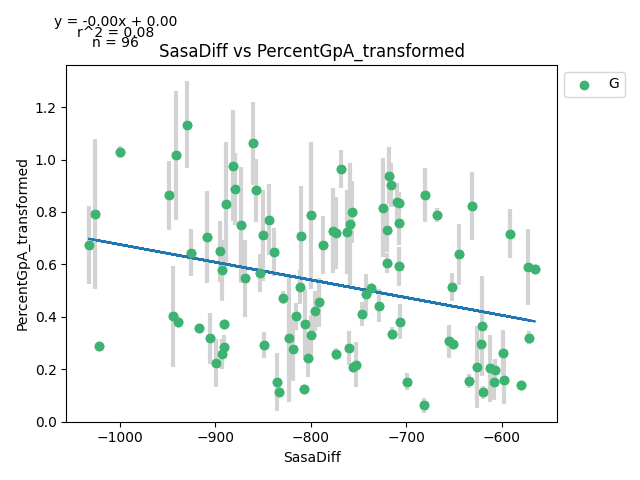 y = -0.00x + 0.00
r^2 = 0.08
n = 96
SasaDiff vs PercentGpA_transformed
G
PercentGpA_transformed
1.2
1.0
0.8
0.6
0.4
0.2
0.0
−1000 −900 −800 −700 −600
SasaDiff